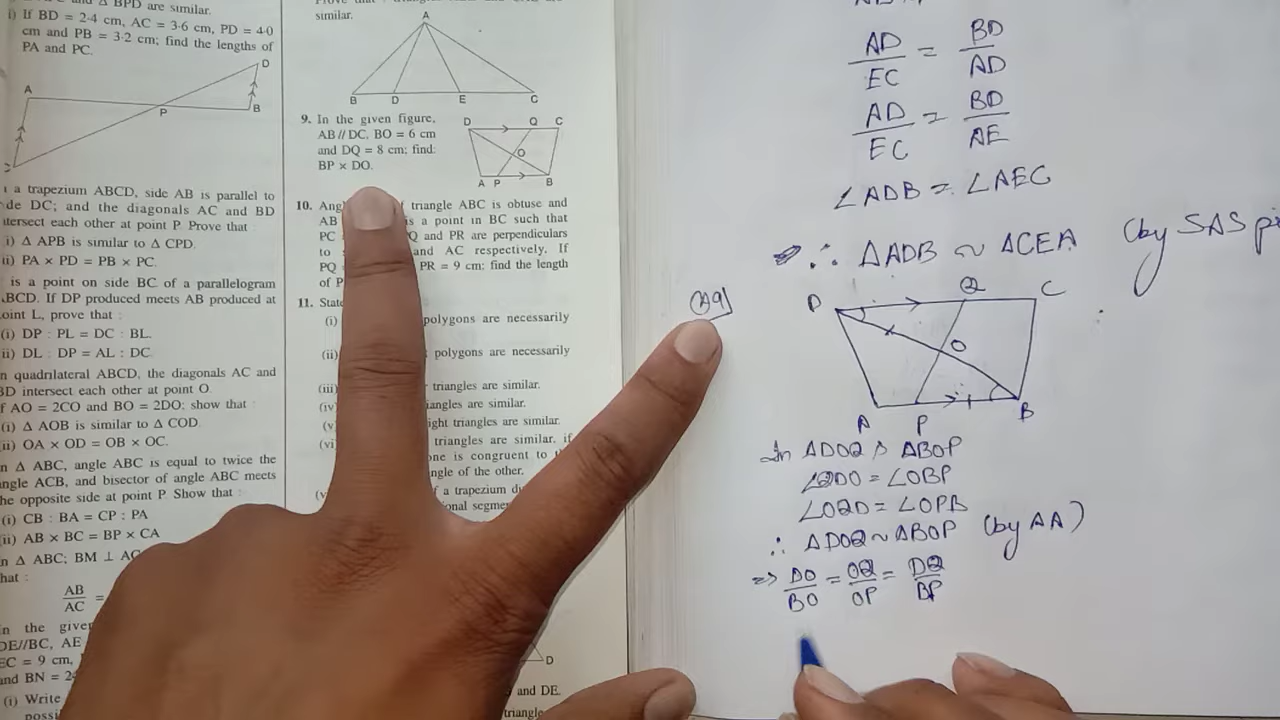 Δ BPD are similar.
If BD = 2·4 cm, AC = 3·6 cm, PD = 4·0
cm and PB = 3·2 cm; find the lengths of
PA and PC.
A
D
P
B
a trapezium ABCD, side AB is parallel to
DC; and the diagonals AC and BD
intersect each other at point P. Prove that :
i) Δ APB is similar to Δ CPD.
ii) PA × PD = PB × PC.
is a point on side BC of a parallelogram
ABCD. If DP produced meets AB produced at
point L, prove that :
(i) DP : PL = DC : BL.
ii) DL : DP = AL : DC.
quadrilateral ABCD, the diagonals AC and
BD intersect each other at point O.
AO = 2CO and BO = 2DO; show that :
(i) Δ AOB is similar to Δ COD.
ii) OA × OD = OB × OC.
Δ ABC, angle ABC is equal to twice the
angle ACB, and bisector of angle ABC meets
the opposite side at point P. Show that :
(i) CB : BA = CP : PA
(ii) AB × BC = BP × CA
Δ ABC; BM ⊥ AC
that :
AB
AC =
in the given
DE//BC, AE
EC = 9 cm,
and BN = 2
(i) Write
similar.
A
B D E C
9. In the given figure,
AB // DC, BO = 6 cm
and DQ = 8 cm; find:
BP × DO.
D Q C
O
A P B
10. triangle ABC is obtuse and
AB is a point in BC such that
PC and PR are perpendiculars
to and AC respectively. If
PQ PR = 9 cm; find the length
of
11. State
(i) polygons are necessarily
(ii) polygons are necessarily
(iii) triangles are similar.
(iv) triangles are similar.
(v right triangles are similar.
(vi) triangles are similar, if
one is congruent to
angle of the other.
a trapezium
D
and DE.
triangle
AD/EC = BD/AD
AD/EC = BD/AE
∠ADB = ∠AEC
∴ ΔADB ~ ΔCEA (by SAS
Q9
D Q C
O
A P B
In ΔDOQ & ΔBOP
∠QDO = ∠OBP
∠OQD = ∠OPB
∴ ΔDOQ ~ ΔBOP (by AA)
=> DO/BO = OQ/OP = DQ/BP